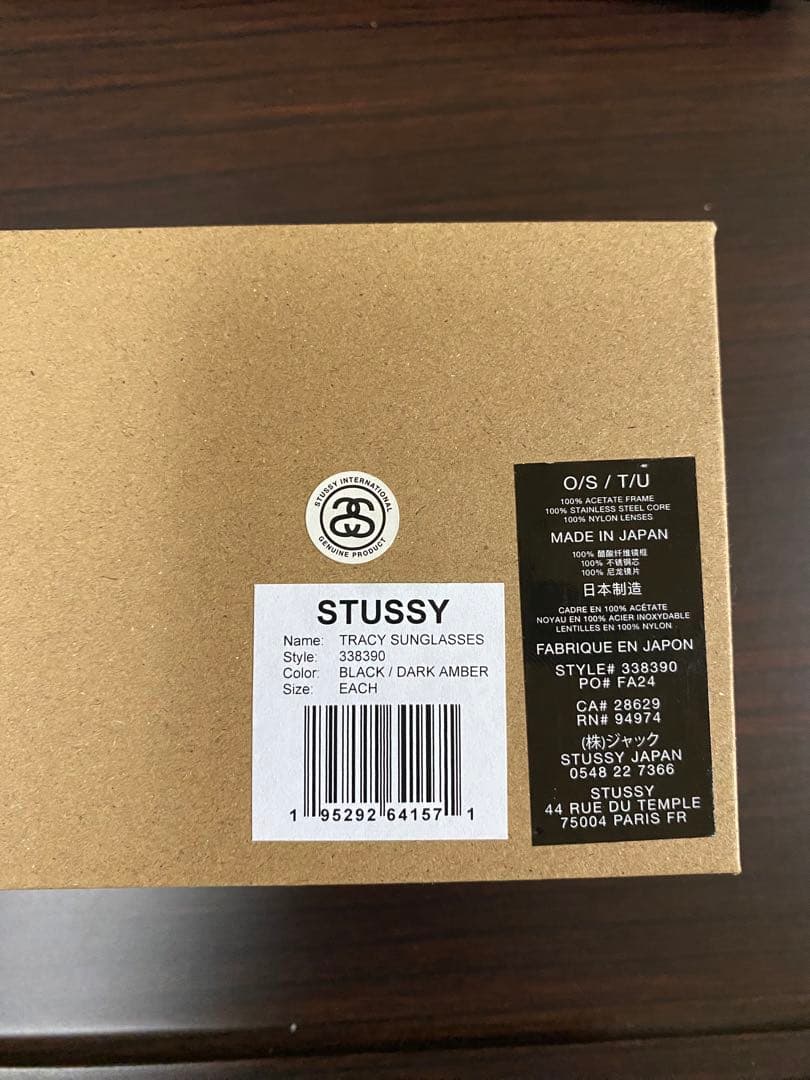 STUSSY INTERNATIONAL
GENUINE PRODUCT
STUSSY
Name: TRACY SUNGLASSES
Style: 338390
Color: BLACK / DARK AMBER
Size: EACH
1 95292 64157 1
O/S / T/U
100% ACETATE FRAME
100% STAINLESS STEEL CORE
100% NYLON LENSES
MADE IN JAPAN
100% 醋酸纤维镜框
100% 不锈钢芯
100% 尼龙镜片
日本制造
CADRE EN 100% ACÉTATE
NOYAU EN 100% ACIER INOXYDABLE
LENTILLES EN 100% NYLON
FABRIQUE EN JAPON
STYLE# 338390
PO# FA24
CA# 28629
RN# 94974
(株)ジャック
STUSSY JAPAN
0548 22 7366
STUSSY
44 RUE DU TEMPLE
75004 PARIS FR